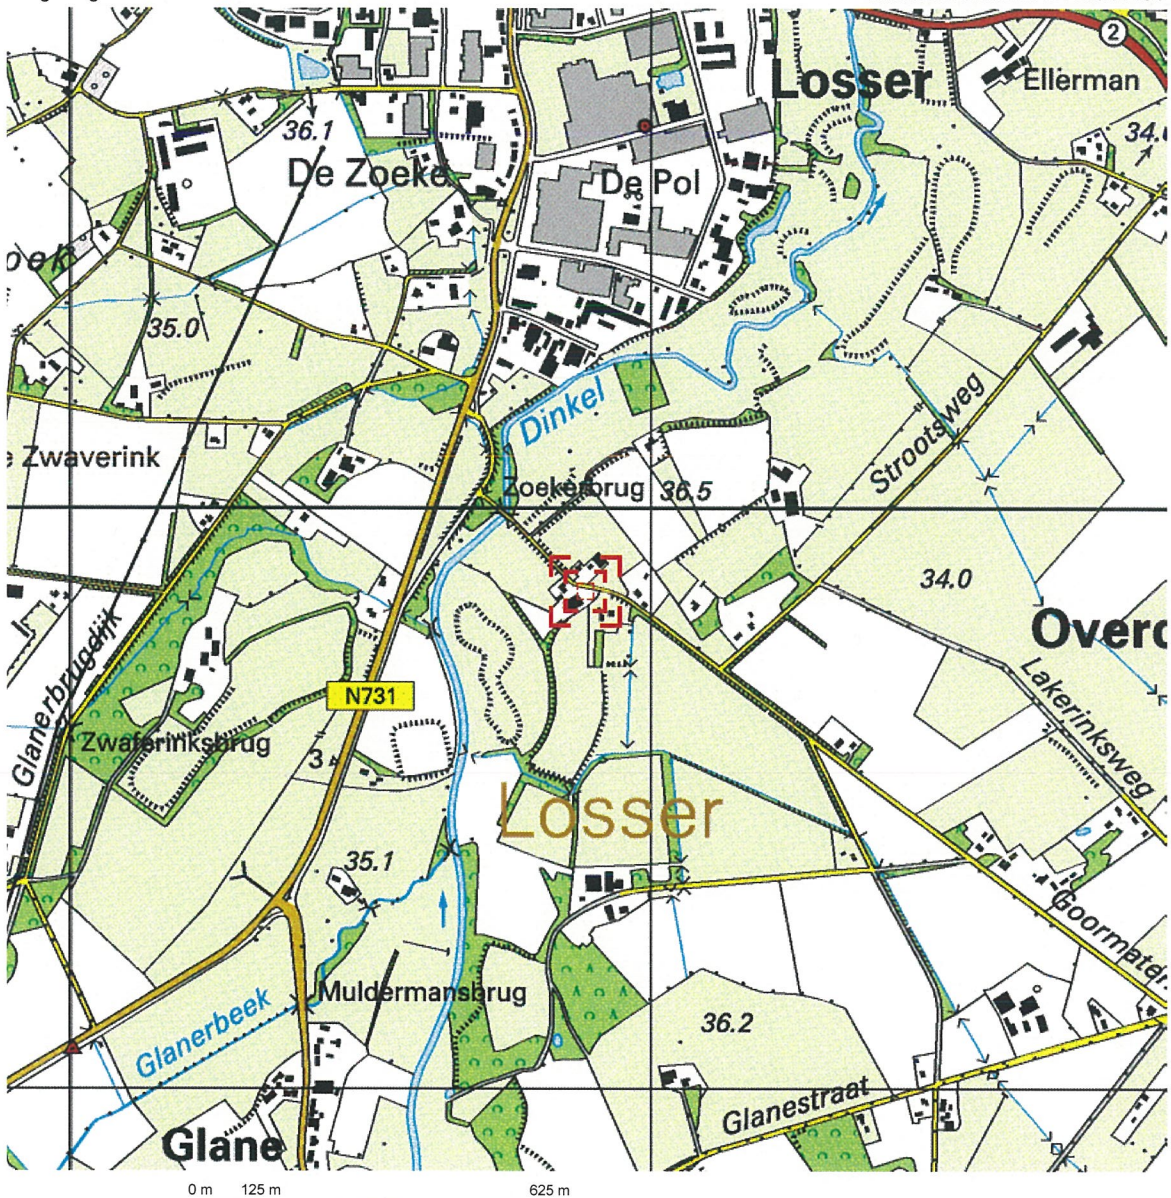 2
Losser
Ellerman
36.1
34.
De Zoeke
De Pol
oek
35.0
Dinkel
Strootsweg
e Zwaverink
Zoekerbrug
36.5
34.0
Glanerbrugdijk
Overd
Lakerinksweg
N731
Zwaferinksbrug
3
Losser
35.1
Goormaten
Muldermansbrug
Glanerbeek
36.2
Glanestraat
Glane
0 m 125 m 625 m